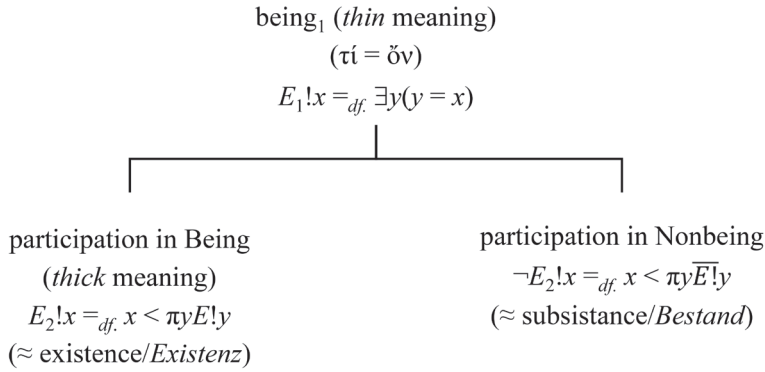 being₁ (thin meaning)
(τί = ὄν)
E₁!x =df. ∃y(y = x)
participation in Being
(thick meaning)
E₂!x =df. x < πyE!y
(≈ existence/Existenz)
participation in Nonbeing
¬E₂!x =df. x < πyE̅!̅y
(≈ subsistance/Bestand)